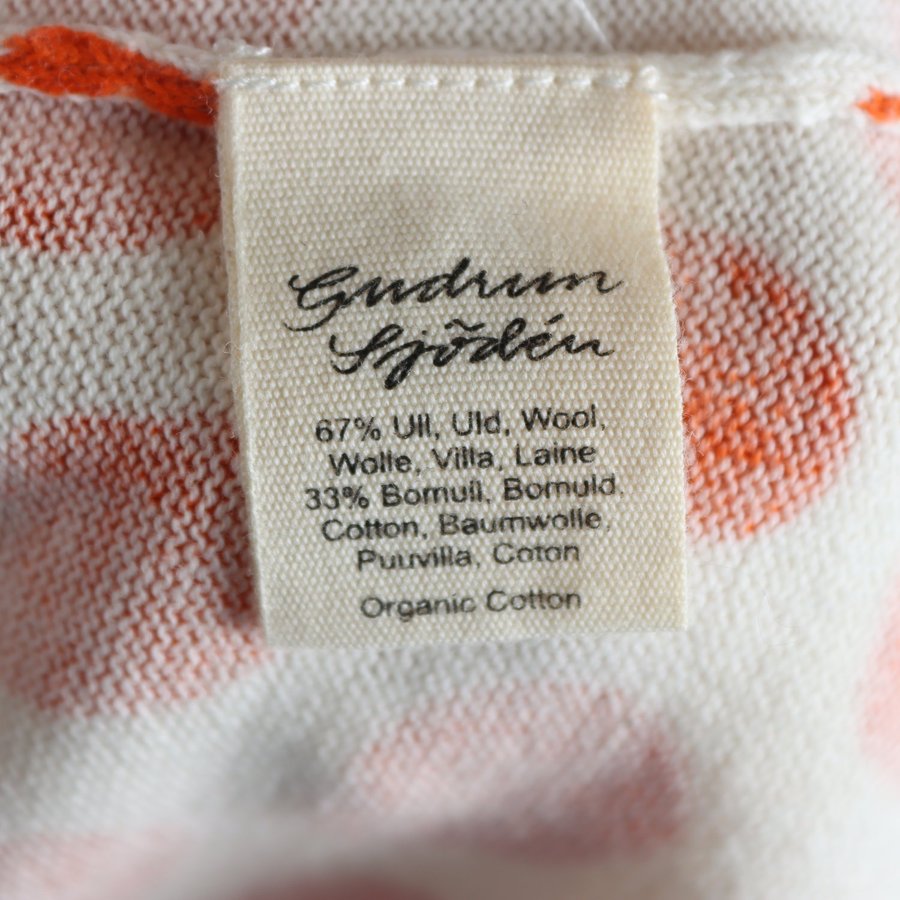 Gudrun
Sjödén
67% Ull, Uld, Wool,
Wolle, Villa, Laine
33% Bomull, Bomuld,
Cotton, Baumwolle,
Puuvilla, Coton
Organic Cotton